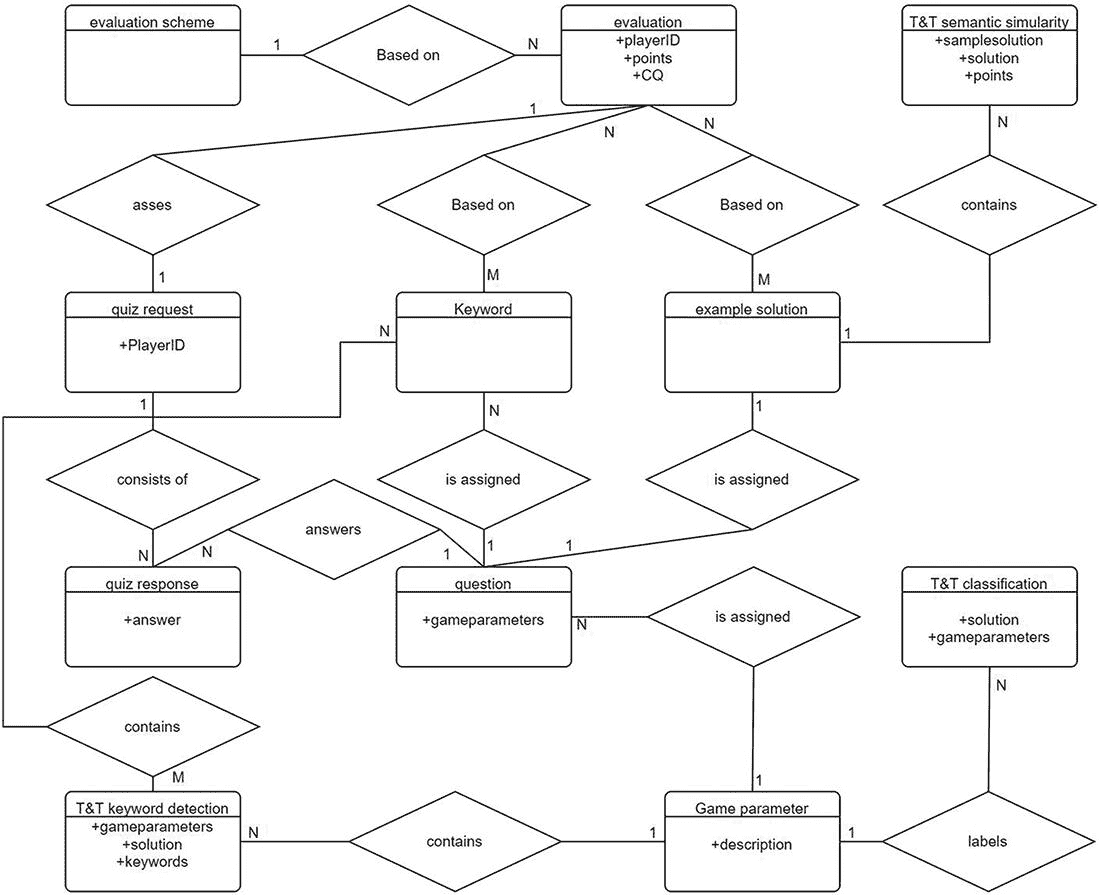 evaluation scheme
1
Based on
N
evaluation
+playerID
+points
+CQ
T&T semantic simularity
+samplesolution
+solution
+points
1
N
N
N
asses
Based on
Based on
contains
1
M
M
quiz request
+PlayerID
N
Keyword
example solution
1
1
N
1
consists of
is assigned
is assigned
answers
N
N
1
1
1
quiz response
+answer
question
+gameparameters
N
is assigned
T&T classification
+solution
+gameparameters
N
contains
M
1
T&T keyword detection
+gameparameters
+solution
+keywords
N
contains
1
Game parameter
+description
1
labels